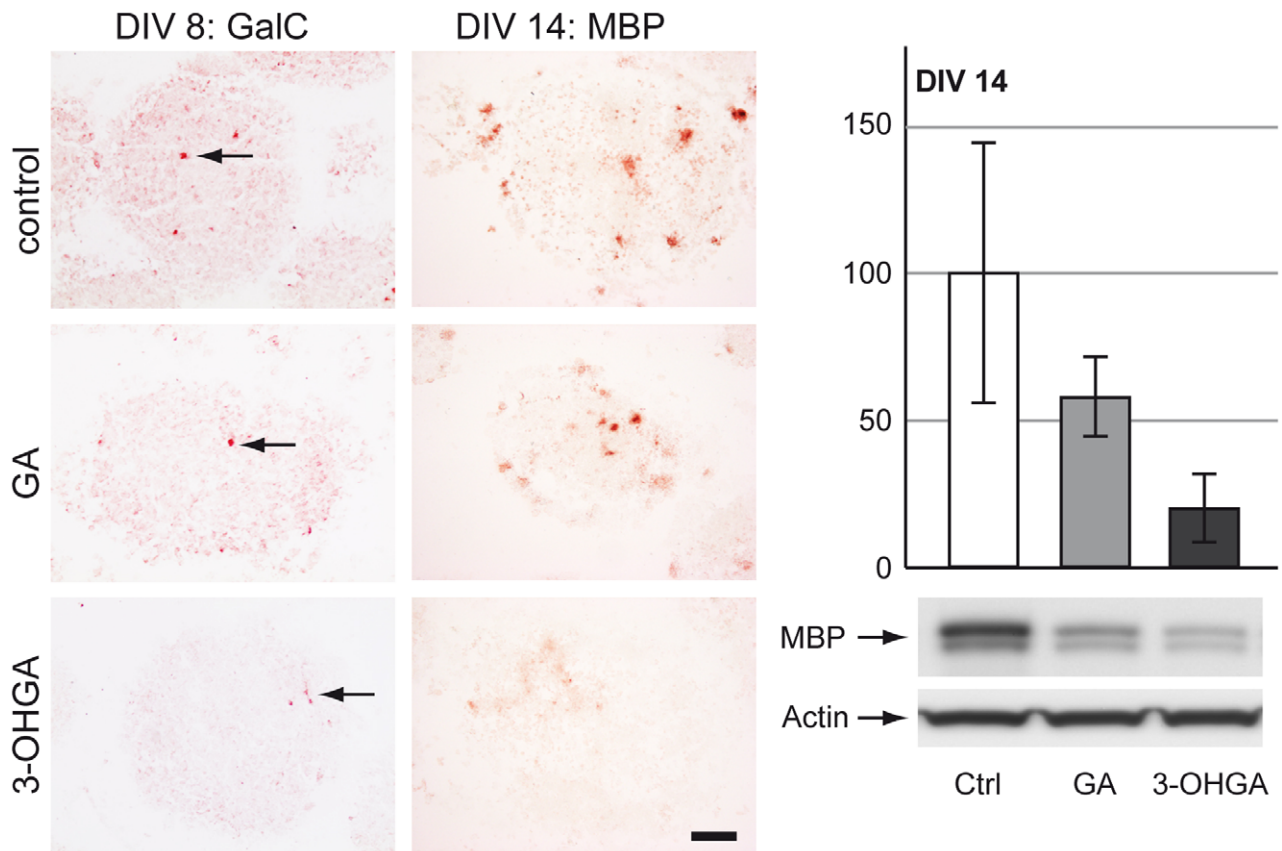 DIV 8: GalC
DIV 14: MBP
control
GA
3-OHGA
DIV 14
150
100
50
0
MBP
Actin
Ctrl
GA
3-OHGA